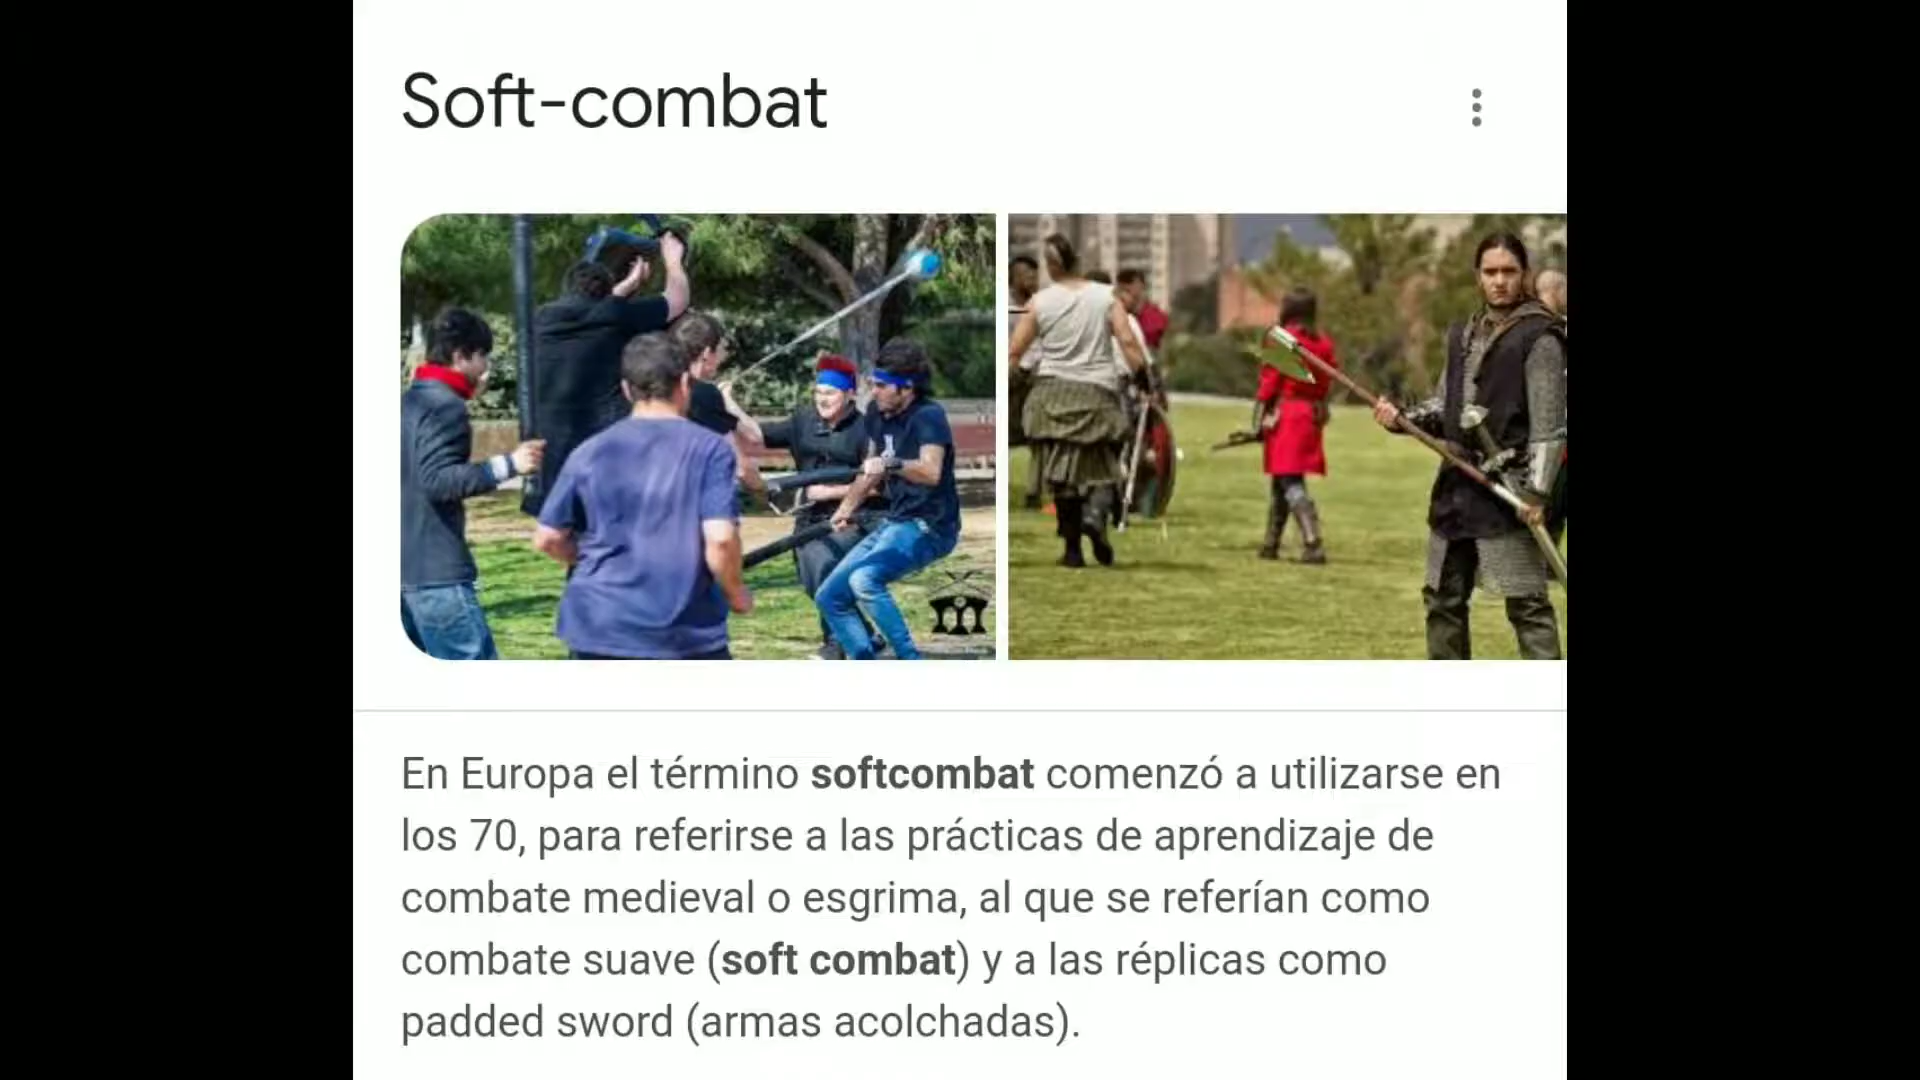 Soft-combat
En Europa el término softcombat comenzó a utilizarse en
los 70, para referirse a las prácticas de aprendizaje de
combate medieval o esgrima, al que se referían como
combate suave (soft combat) y a las réplicas como
padded sword (armas acolchadas).